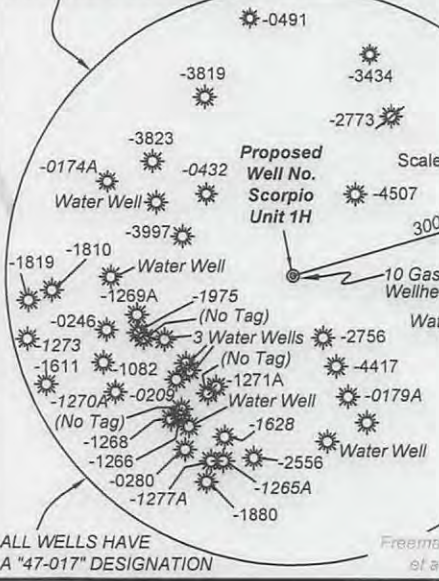 -0491
-3819
-3434
-2773
-3823
Proposed
Well No.
Scorpio
Unit 1H
Scale
-0174A
-0432
Water Well
-4507
-3997
300
-1819
-1810
Water Well
10 Gas
Wellhe
-1269A
-1975
(No Tag)
Wat
-0246
3 Water Wells
-2756
-1273
(No Tag)
-1611
-1082
-1271A
-4417
-1270A
-0209
Water Well
-0179A
(No Tag)
-1268
-1628
-1266
Water Well
-0280
-2556
-1277A
-1265A
-1880
ALL WELLS HAVE
A "47-017" DESIGNATION
Freema
et a